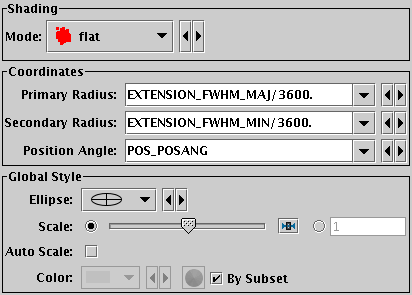 Shading
Mode: flat
Coordinates
Primary Radius: EXTENSION_FWHM_MAJ/3600.
Secondary Radius: EXTENSION_FWHM_MIN/3600.
Position Angle: POS_POSANG
Global Style
Ellipse:
Scale: 1
Auto Scale:
Color: By Subset